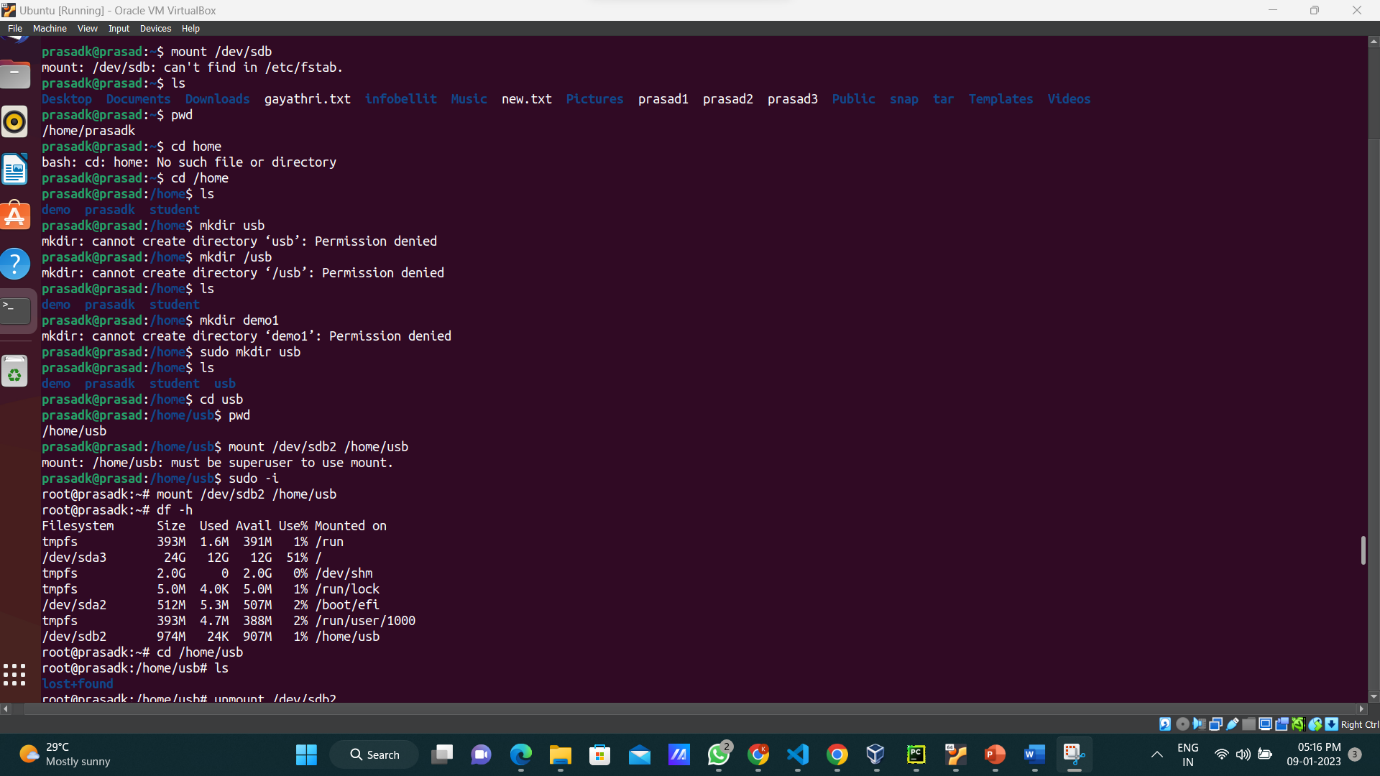 Ubuntu [Running] - Oracle VM VirtualBox
File Machine View Input Devices Help
prasadk@prasad:~$ mount /dev/sdb
mount: /dev/sdb: can't find in /etc/fstab.
prasadk@prasad:~$ ls
Desktop Documents Downloads gayathri.txt infobellit Music new.txt Pictures prasad1 prasad2 prasad3 Public snap tar Templates Videos
prasadk@prasad:~$ pwd
/home/prasadk
prasadk@prasad:~$ cd home
bash: cd: home: No such file or directory
prasadk@prasad:~$ cd /home
prasadk@prasad:/home$ ls
demo prasadk student
prasadk@prasad:/home$ mkdir usb
mkdir: cannot create directory ‘usb’: Permission denied
prasadk@prasad:/home$ mkdir /usb
mkdir: cannot create directory ‘/usb’: Permission denied
prasadk@prasad:/home$ ls
demo prasadk student
prasadk@prasad:/home$ mkdir demo1
mkdir: cannot create directory ‘demo1’: Permission denied
prasadk@prasad:/home$ sudo mkdir usb
prasadk@prasad:/home$ ls
demo prasadk student usb
prasadk@prasad:/home$ cd usb
prasadk@prasad:/home/usb$ pwd
/home/usb
prasadk@prasad:/home/usb$ mount /dev/sdb2 /home/usb
mount: /home/usb: must be superuser to use mount.
prasadk@prasad:/home/usb$ sudo -i
root@prasadk:~# mount /dev/sdb2 /home/usb
root@prasadk:~# df -h
Filesystem Size Used Avail Use% Mounted on
tmpfs 393M 1.6M 391M 1% /run
/dev/sda3 24G 12G 12G 51% /
tmpfs 2.0G 0 2.0G 0% /dev/shm
tmpfs 5.0M 4.0K 5.0M 1% /run/lock
/dev/sda2 512M 5.3M 507M 2% /boot/efi
tmpfs 393M 4.7M 388M 2% /run/user/1000
/dev/sdb2 974M 24K 907M 1% /home/usb
root@prasadk:~# cd /home/usb
root@prasadk:/home/usb# ls
lost+found
root@prasadk:/home/usb# unmount /dev/sdb2
Right Ctrl
29°C
Mostly sunny
Search
2
ENG
IN
05:16 PM
09-01-2023
3